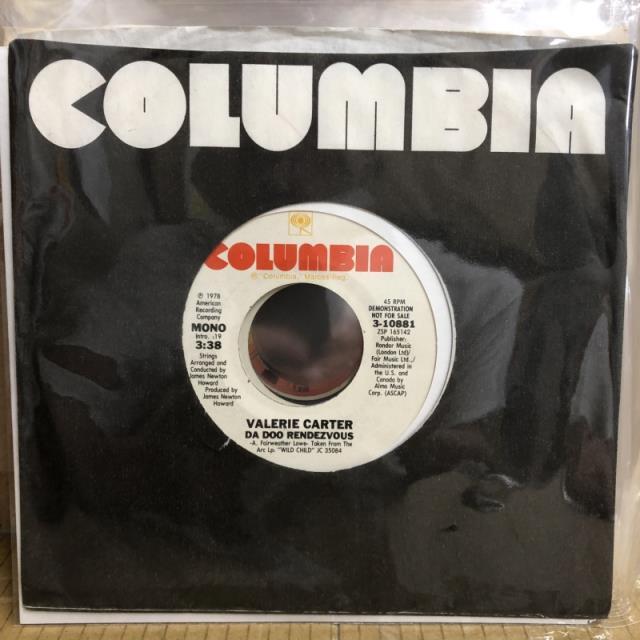 COLUMBIA
COLUMBIA
® "Columbia," Marcas Reg.
℗ 1978
American
Recording
Company
MONO
Intro. :19
3:38
Strings
Arranged and
Conducted by
James Newton
Howard
Produced by
James Newton
Howard
45 RPM
DEMONSTRATION
NOT FOR SALE
3-10881
ZSP 165142
Publisher:
Rondor Music
(London Ltd)/
Fair Music Ltd../
Administered in
the U.S. and
Canada by
Almo Music
Corp. (ASCAP)
VALERIE CARTER
DA DOO RENDEZVOUS
-A. Fairweather Lowe- Taken From The
Arc Lp. "WILD CHILD" JC 35084